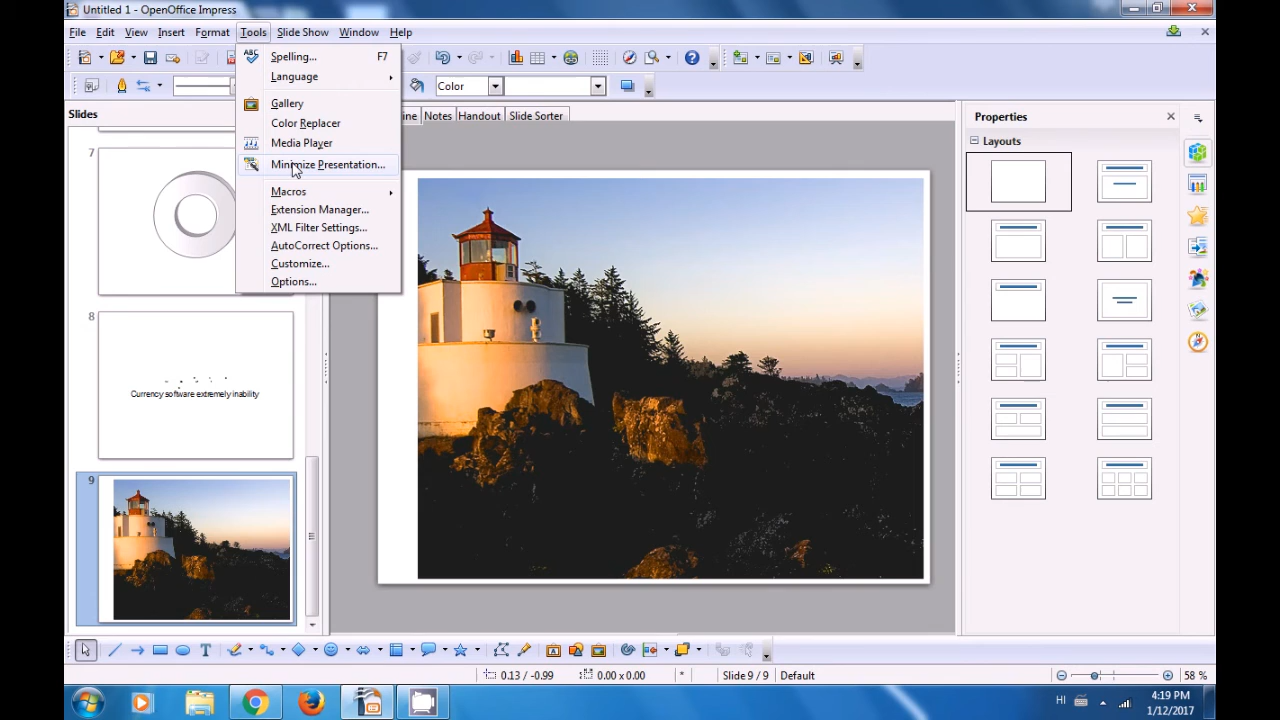 Untitled 1 - OpenOffice Impress
File Edit View Insert Format Tools Slide Show Window Help
ABC Spelling... F7
Language
Gallery
Color Replacer
Media Player
Minimize Presentation...
Macros
Extension Manager...
XML Filter Settings...
AutoCorrect Options...
Customize...
Options...
Color
Slides
Notes Handout Slide Sorter
Properties
Layouts
7
8
Currency software extremely inability
9
0.13 / -0.99 0.00 x 0.00 * Slide 9 / 9 Default 58 %
HI 4:19 PM
1/12/2017